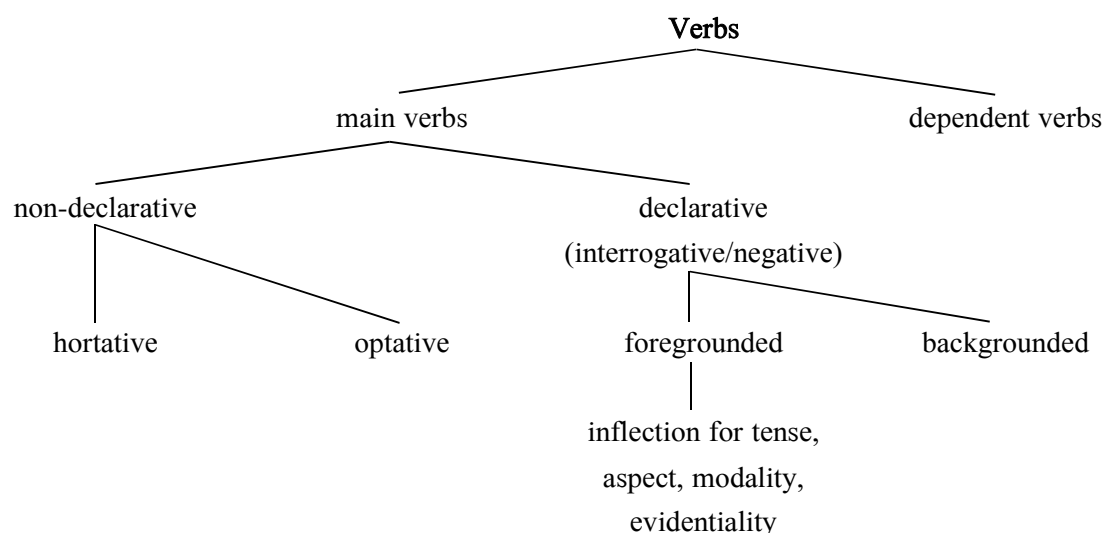 Verbs
main verbs
dependent verbs
non-declarative
declarative
(interrogative/negative)
hortative
optative
foregrounded
backgrounded
inflection for tense,
aspect, modality,
evidentiality